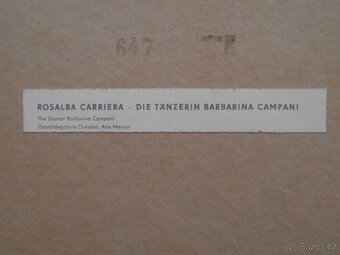 647
ROSALBA CARRIERA · DIE TÄNZERIN BARBARINA CAMPANI
The Dancer Barbarina Campani
Gemäldegalerie Dresden, Alte Meister
Bazos.cz